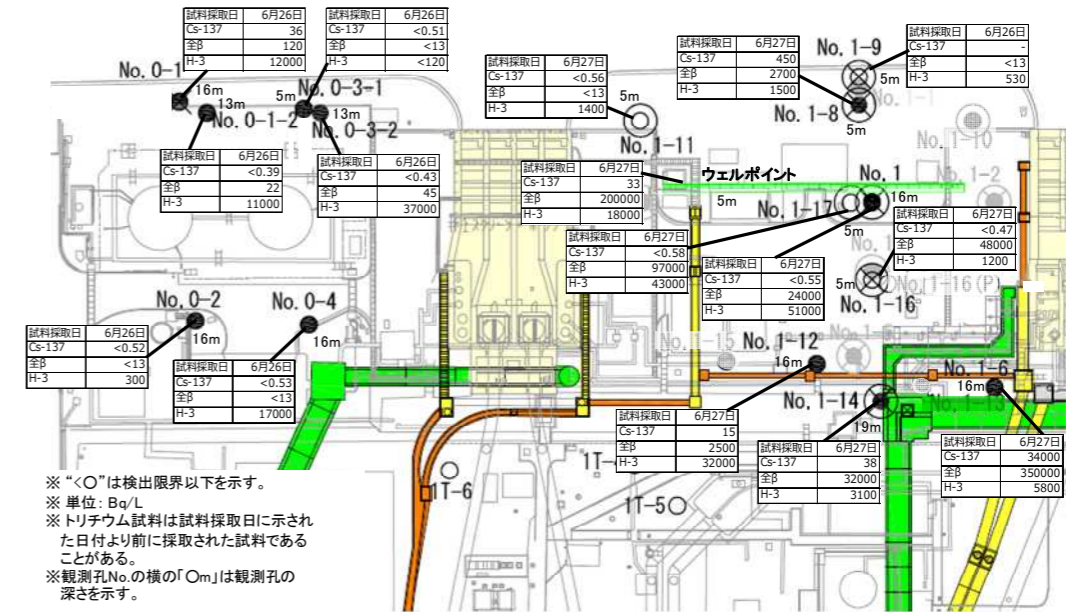 試料採取日 6月26日
Cs-137 36
全β 120
H-3 12000
試料採取日 6月26日
Cs-137 <0.51
全β <13
H-3 <120
試料採取日 6月27日
Cs-137 <0.56
全β <13
H-3 1400
試料採取日 6月27日
Cs-137 450
全β 2700
H-3 1500
No. 1-9
試料採取日 6月26日
Cs-137 -
全β <13
H-3 530
No. 0-1
16m
13m
No. 0-1-2
5m
No. 0-3-1
13m
No. 0-3-2
5m
No. 1-11
5m
No. 1-8
5m
No. 1-1
No. 1-10
試料採取日 6月26日
Cs-137 <0.39
全β 22
H-3 11000
試料採取日 6月26日
Cs-137 <0.43
全β 45
H-3 37000
試料採取日 6月27日
Cs-137 33
全β 200000
H-3 18000
ウェルポイント
5m
No. 1-17
5m
No. 1
16m
No. 1-2
試料採取日 6月27日
Cs-137 <0.47
全β 48000
H-3 1200
試料採取日 6月27日
Cs-137 <0.58
全β 97000
H-3 43000
試料採取日 6月27日
Cs-137 <0.55
全β 24000
H-3 51000
5m
No. 1-16
No. 1-16(P)
No. 0-2
16m
No. 0-4
16m
試料採取日 6月26日
Cs-137 <0.52
全β <13
H-3 300
試料採取日 6月26日
Cs-137 <0.53
全β <13
H-3 17000
No. 1-15
No. 1-12
16m
No. 1-6
16m
No. 1-13
No. 1-14
19m
試料採取日 6月27日
Cs-137 15
全β 2500
H-3 32000
試料採取日 6月27日
Cs-137 38
全β 32000
H-3 3100
試料採取日 6月27日
Cs-137 34000
全β 350000
H-3 5800
1T-6
1T-5
※ “<○”は検出限界以下を示す。
※ 単位: Bq/L
※ トリチウム試料は試料採取日に示され
た日付より前に採取された試料である
ことがある。
※観測孔No.の横の「○m」は観測孔の
深さを示す。